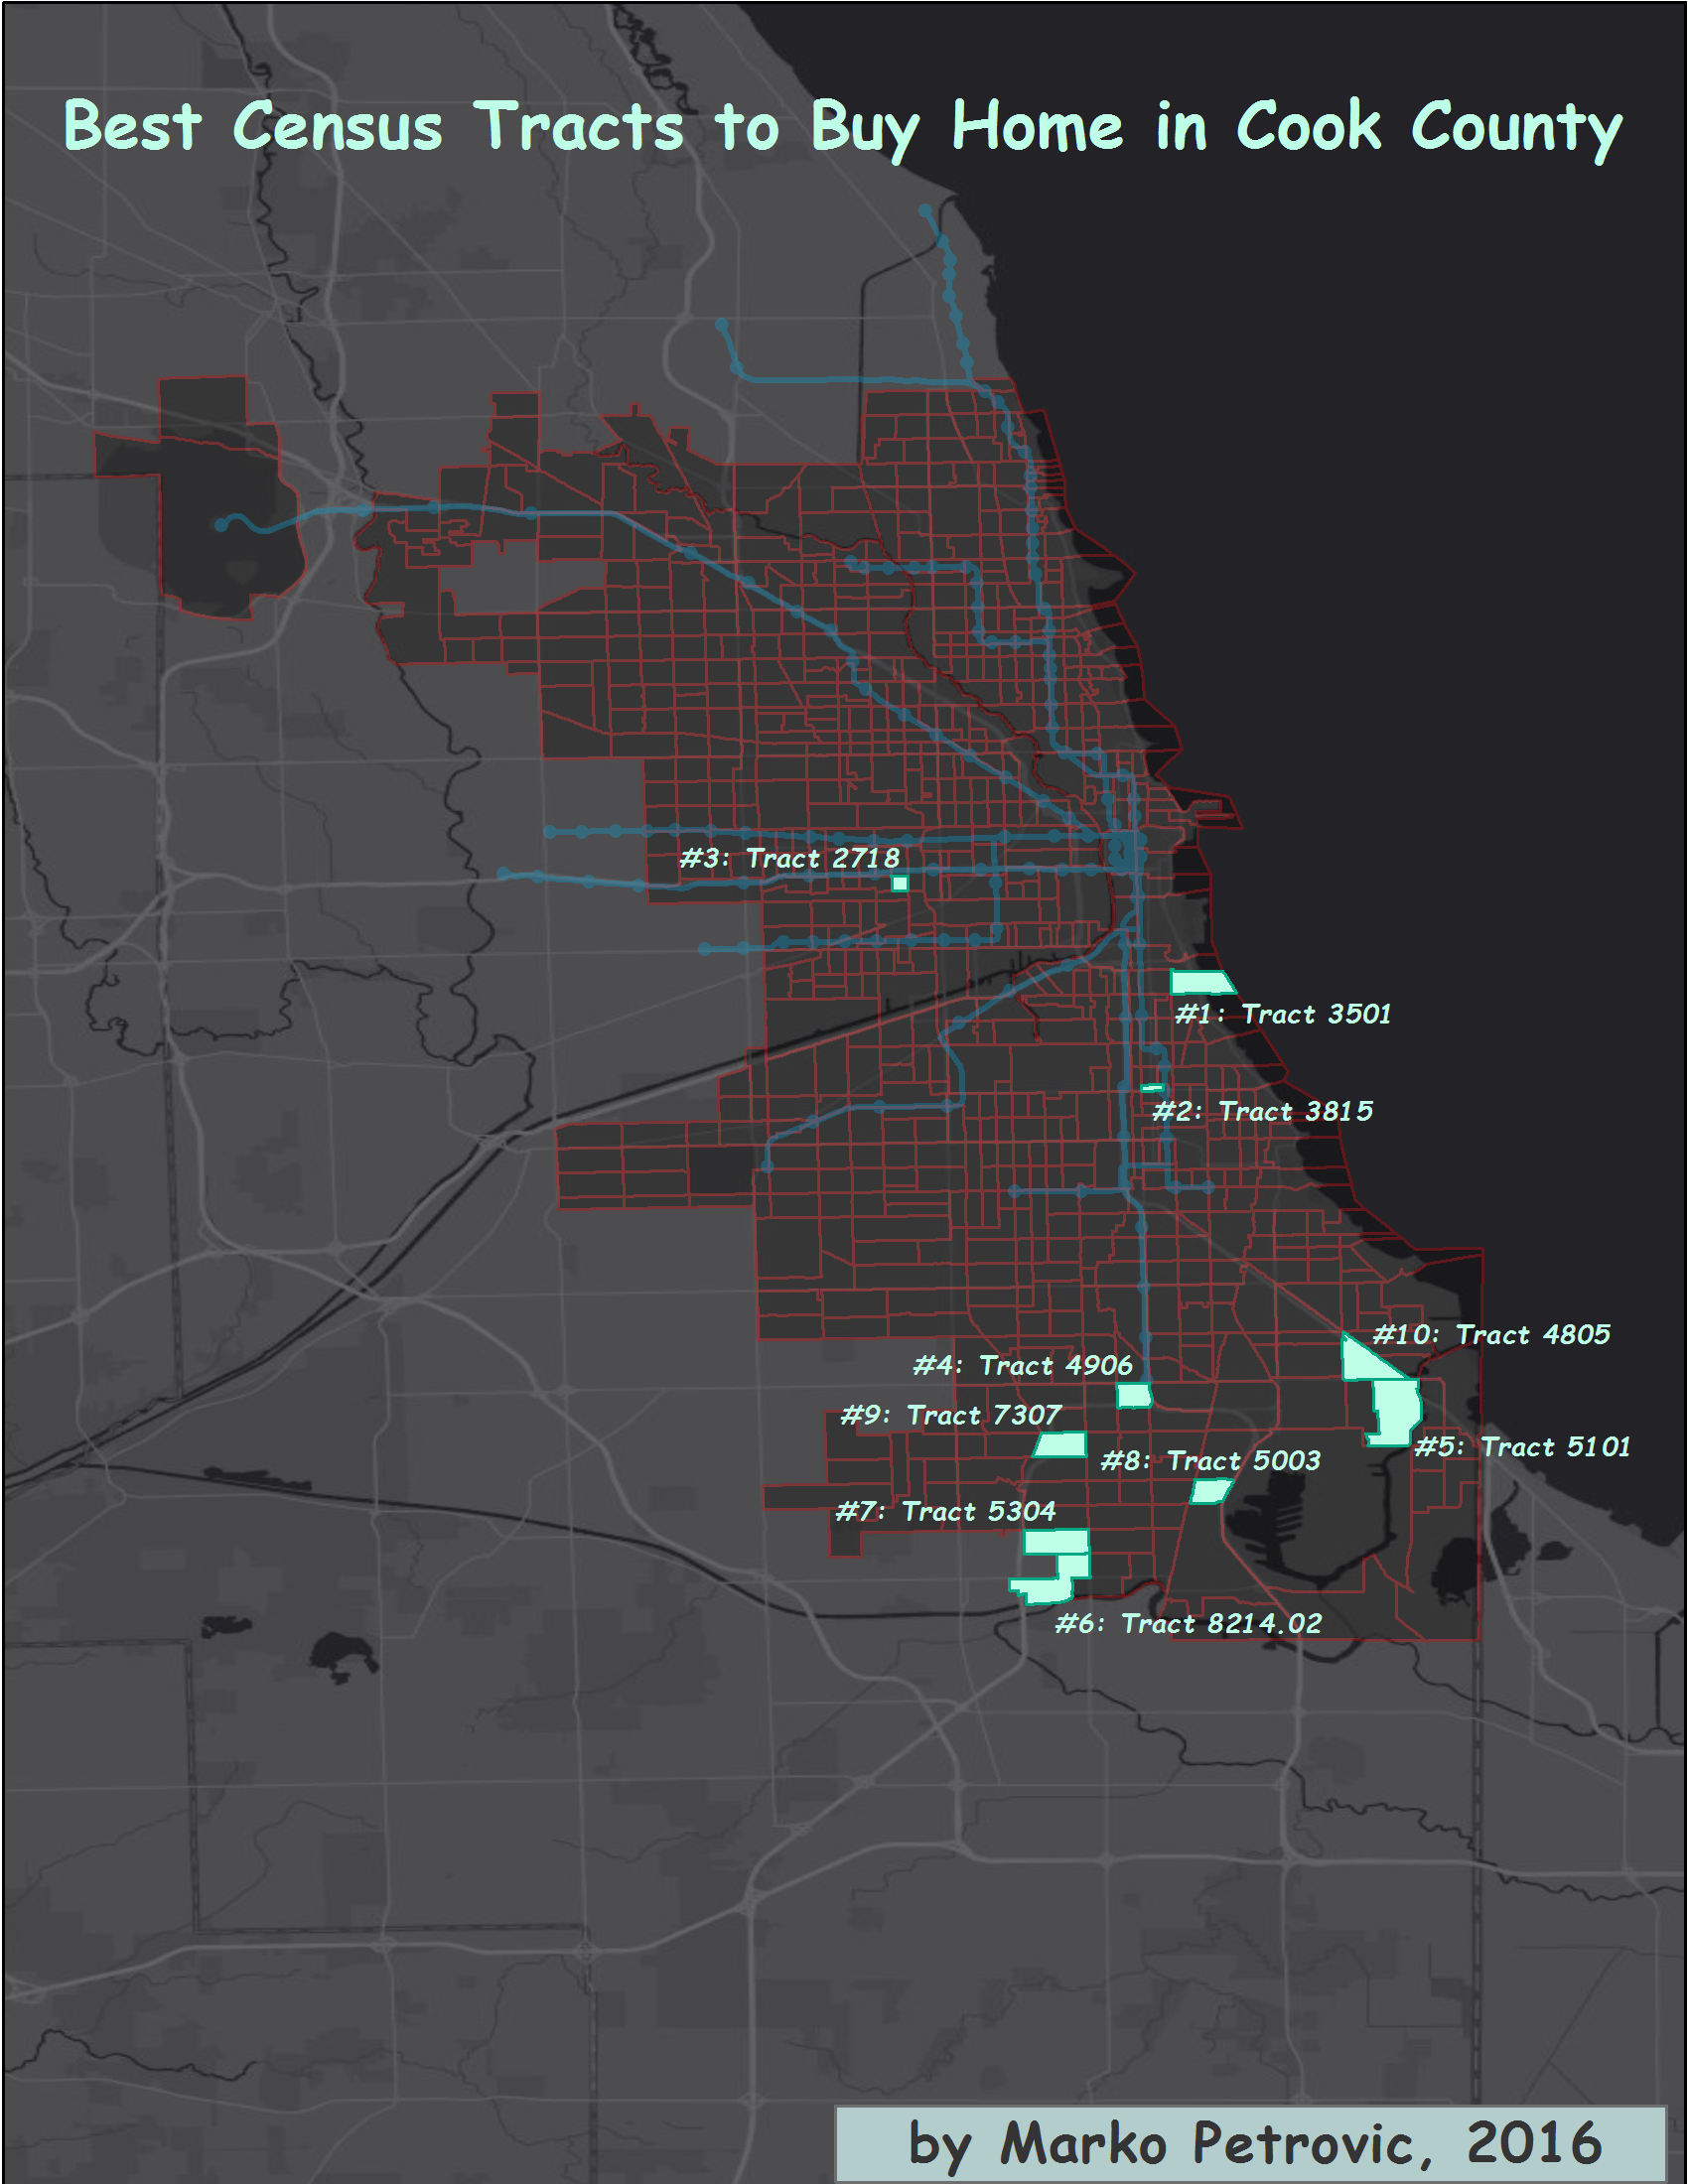 Best Census Tracts to Buy Home in Cook County
#3: Tract 2718
#1: Tract 3501
#2: Tract 3815
#10: Tract 4805
#4: Tract 4906
#9: Tract 7307
#5: Tract 5101
#8: Tract 5003
#7: Tract 5304
#6: Tract 8214.02
by Marko Petrovic, 2016